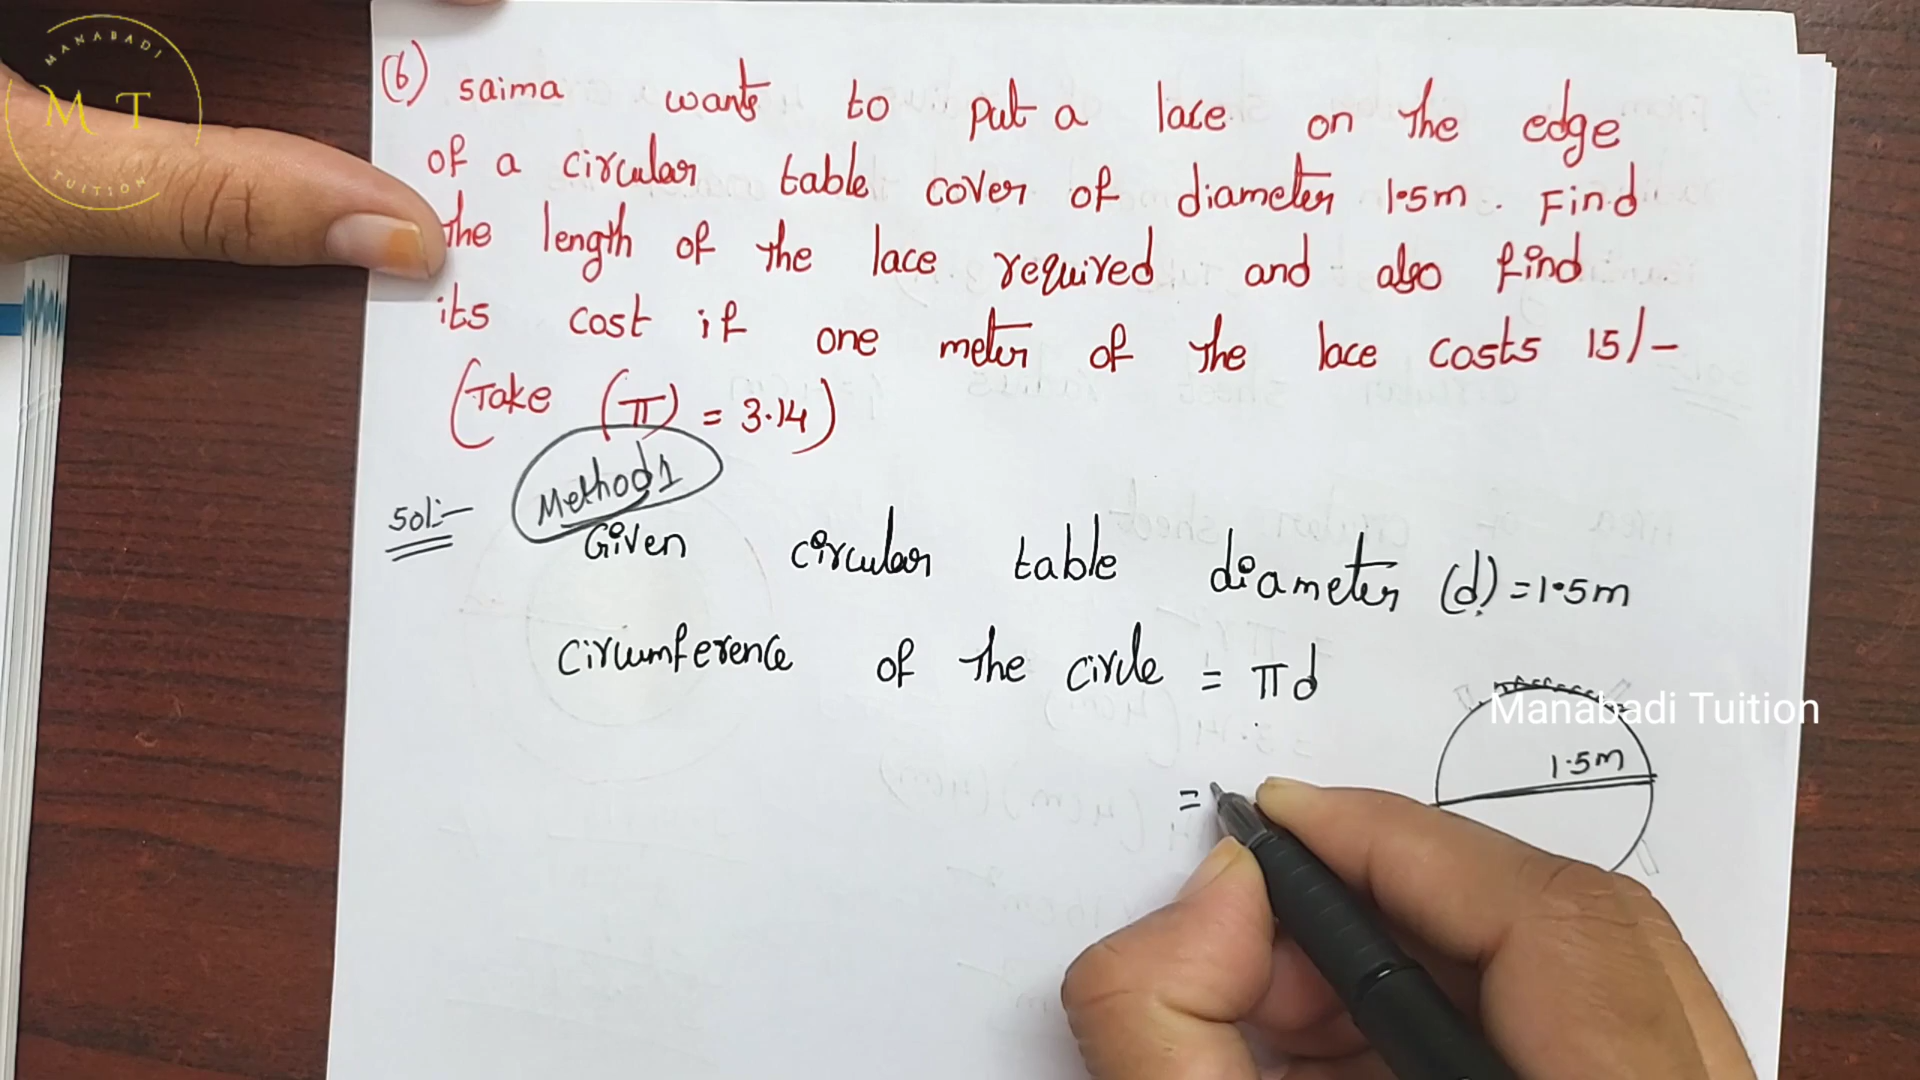 MANABADI
M T
TUITION
(6) saima wants to put a lace on the edge
of a circular table cover of diameter 1.5m. Find
the length of the lace required and also find
its cost if one meter of the lace costs 15/-
(Take (π) = 3.14)
Method 1
Sol:-
Given circular table diameter (d) = 1.5m
circumference of the circle = πd
Manabadi Tuition
1.5m
=